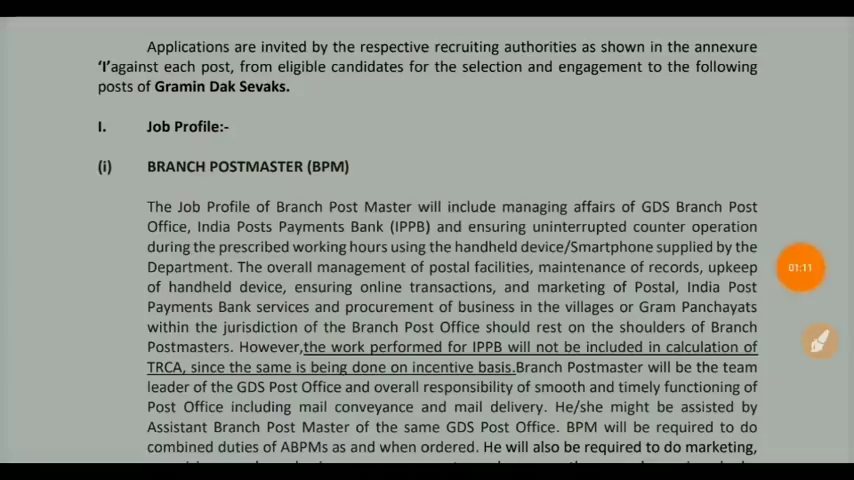 Applications are invited by the respective recruiting authorities as shown in the annexure
‘I’against each post, from eligible candidates for the selection and engagement to the following
posts of Gramin Dak Sevaks.
I. Job Profile:-
(i) BRANCH POSTMASTER (BPM)
The Job Profile of Branch Post Master will include managing affairs of GDS Branch Post
Office, India Posts Payments Bank (IPPB) and ensuring uninterrupted counter operation
during the prescribed working hours using the handheld device/Smartphone supplied by the
Department. The overall management of postal facilities, maintenance of records, upkeep
of handheld device, ensuring online transactions, and marketing of Postal, India Post
Payments Bank services and procurement of business in the villages or Gram Panchayats
within the jurisdiction of the Branch Post Office should rest on the shoulders of Branch
Postmasters. However,the work performed for IPPB will not be included in calculation of
TRCA, since the same is being done on incentive basis.Branch Postmaster will be the team
leader of the GDS Post Office and overall responsibility of smooth and timely functioning of
Post Office including mail conveyance and mail delivery. He/she might be assisted by
Assistant Branch Post Master of the same GDS Post Office. BPM will be required to do
combined duties of ABPMs as and when ordered. He will also be required to do marketing,
01:11